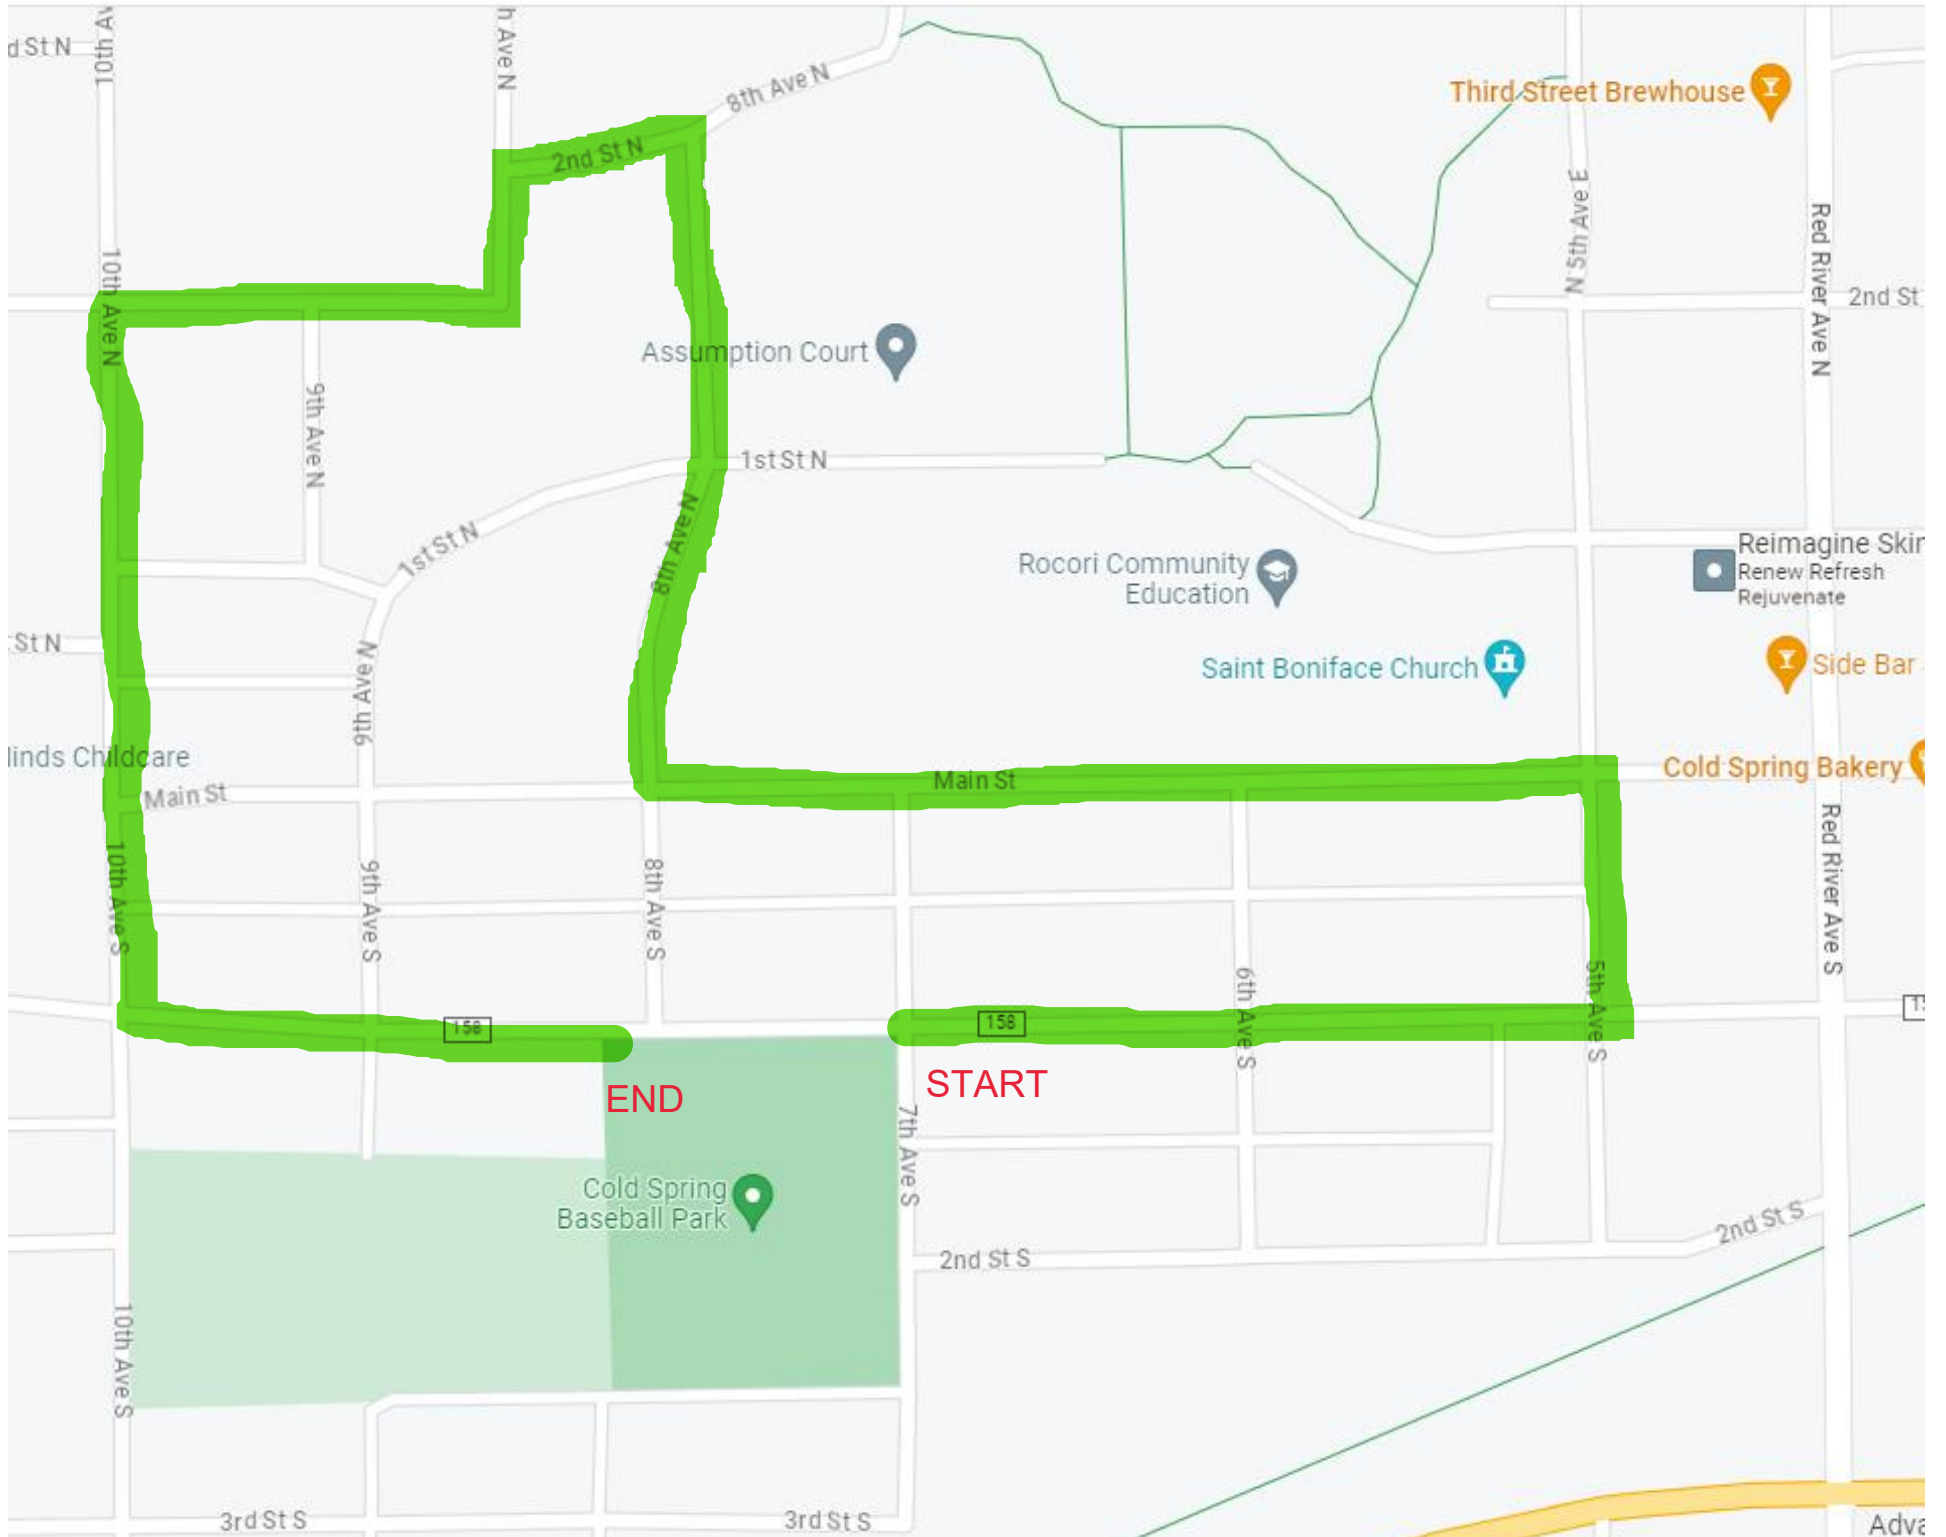 10th Av
d St N
h Ave N
8th Ave N
Third Street Brewhouse
2nd St N
N 5th Ave E
Red River Ave N
10th Ave N
2nd St
Assumption Court
9th Ave N
1st St N
1st St N
8th Ave N
Reimagine Skin
Renew Refresh
Rejuvenate
Rocori Community
Education
St N
9th Ave N
Saint Boniface Church
Side Bar
linds Childcare
Main St
Main St
Cold Spring Bakery
Red River Ave S
10th Ave S
9th Ave S
8th Ave S
6th Ave S
5th Ave S
158
158
15
END
START
7th Ave S
Cold Spring
Baseball Park
2nd St S
2nd St S
10th Ave S
3rd St S
3rd St S
Adva